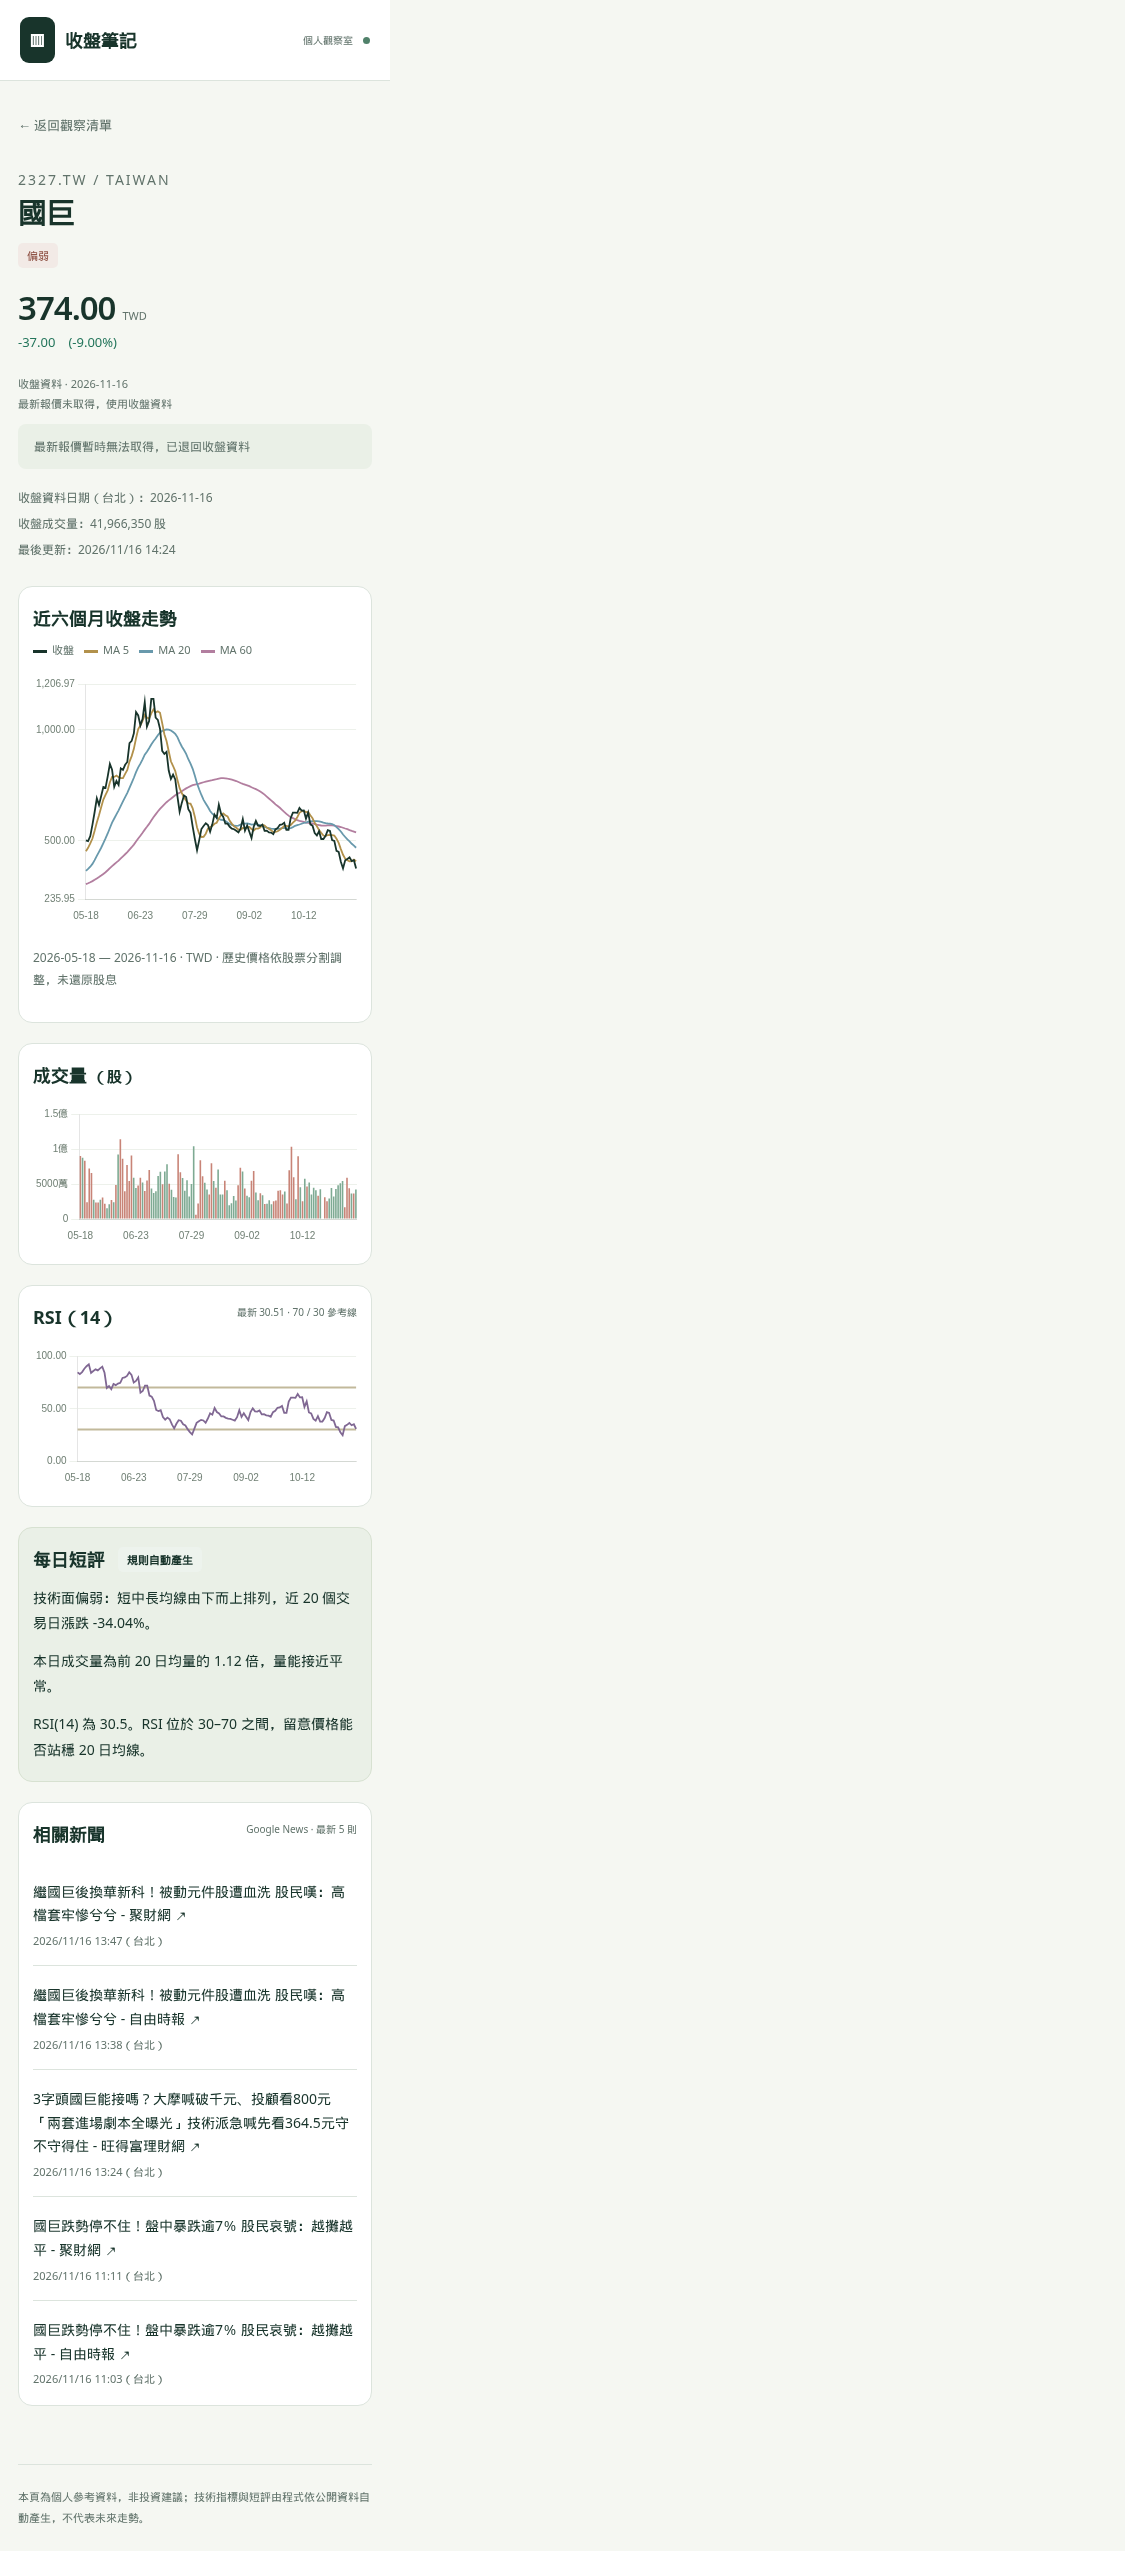 收盤筆記
個人觀察室
← 返回觀察清單
2327.TW / TAIWAN
國巨
偏弱
374.00 TWD
-37.00 (-9.00%)
收盤資料 · 2026-11-16
最新報價未取得，使用收盤資料
最新報價暫時無法取得，已退回收盤資料
收盤資料日期（台北）：2026-11-16
收盤成交量：41,966,350 股
最後更新：2026/11/16 14:24
近六個月收盤走勢
收盤 MA 5 MA 20 MA 60
1,206.97
1,000.00
500.00
235.95
05-18 06-23 07-29 09-02 10-12
2026-05-18 — 2026-11-16 · TWD · 歷史價格依股票分割調
整，未還原股息
成交量（股）
1.5億
1億
5000萬
0
05-18 06-23 07-29 09-02 10-12
RSI（14）
最新 30.51 · 70 / 30 參考線
100.00
50.00
0.00
05-18 06-23 07-29 09-02 10-12
每日短評 規則自動產生
技術面偏弱：短中長均線由下而上排列，近 20 個交
易日漲跌 -34.04%。
本日成交量為前 20 日均量的 1.12 倍，量能接近平
常。
RSI(14) 為 30.5。RSI 位於 30–70 之間，留意價格能
否站穩 20 日均線。
相關新聞
Google News · 最新 5 則
繼國巨後換華新科！被動元件股遭血洗 股民嘆：高
檔套牢慘兮兮 - 聚財網 ↗
2026/11/16 13:47（台北）
繼國巨後換華新科！被動元件股遭血洗 股民嘆：高
檔套牢慘兮兮 - 自由時報 ↗
2026/11/16 13:38（台北）
3字頭國巨能接嗎？大摩喊破千元、投顧看800元
「兩套進場劇本全曝光」技術派急喊先看364.5元守
不守得住 - 旺得富理財網 ↗
2026/11/16 13:24（台北）
國巨跌勢停不住！盤中暴跌逾7% 股民哀號：越攤越
平 - 聚財網 ↗
2026/11/16 11:11（台北）
國巨跌勢停不住！盤中暴跌逾7% 股民哀號：越攤越
平 - 自由時報 ↗
2026/11/16 11:03（台北）
本頁為個人參考資料，非投資建議；技術指標與短評由程式依公開資料自
動產生，不代表未來走勢。